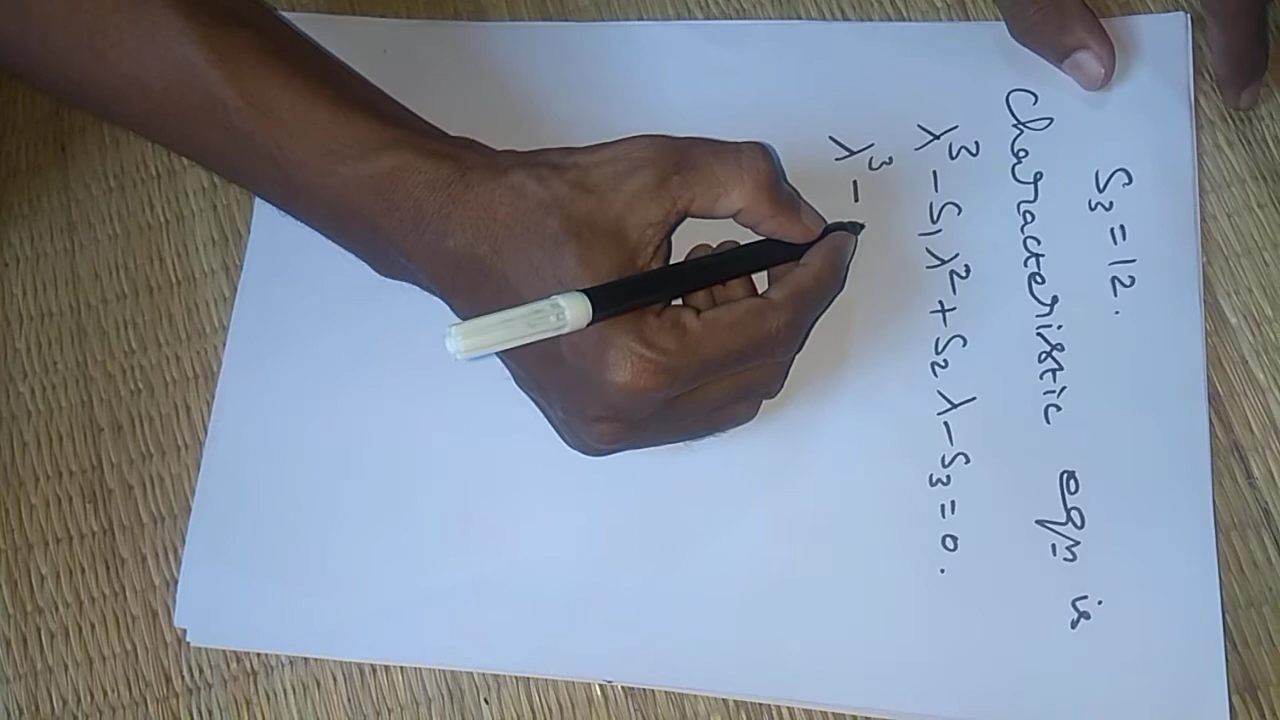 S₃ = 12.
characteristic eqn is
λ³ - S₁λ² + S₂λ - S₃ = 0.
λ³ -